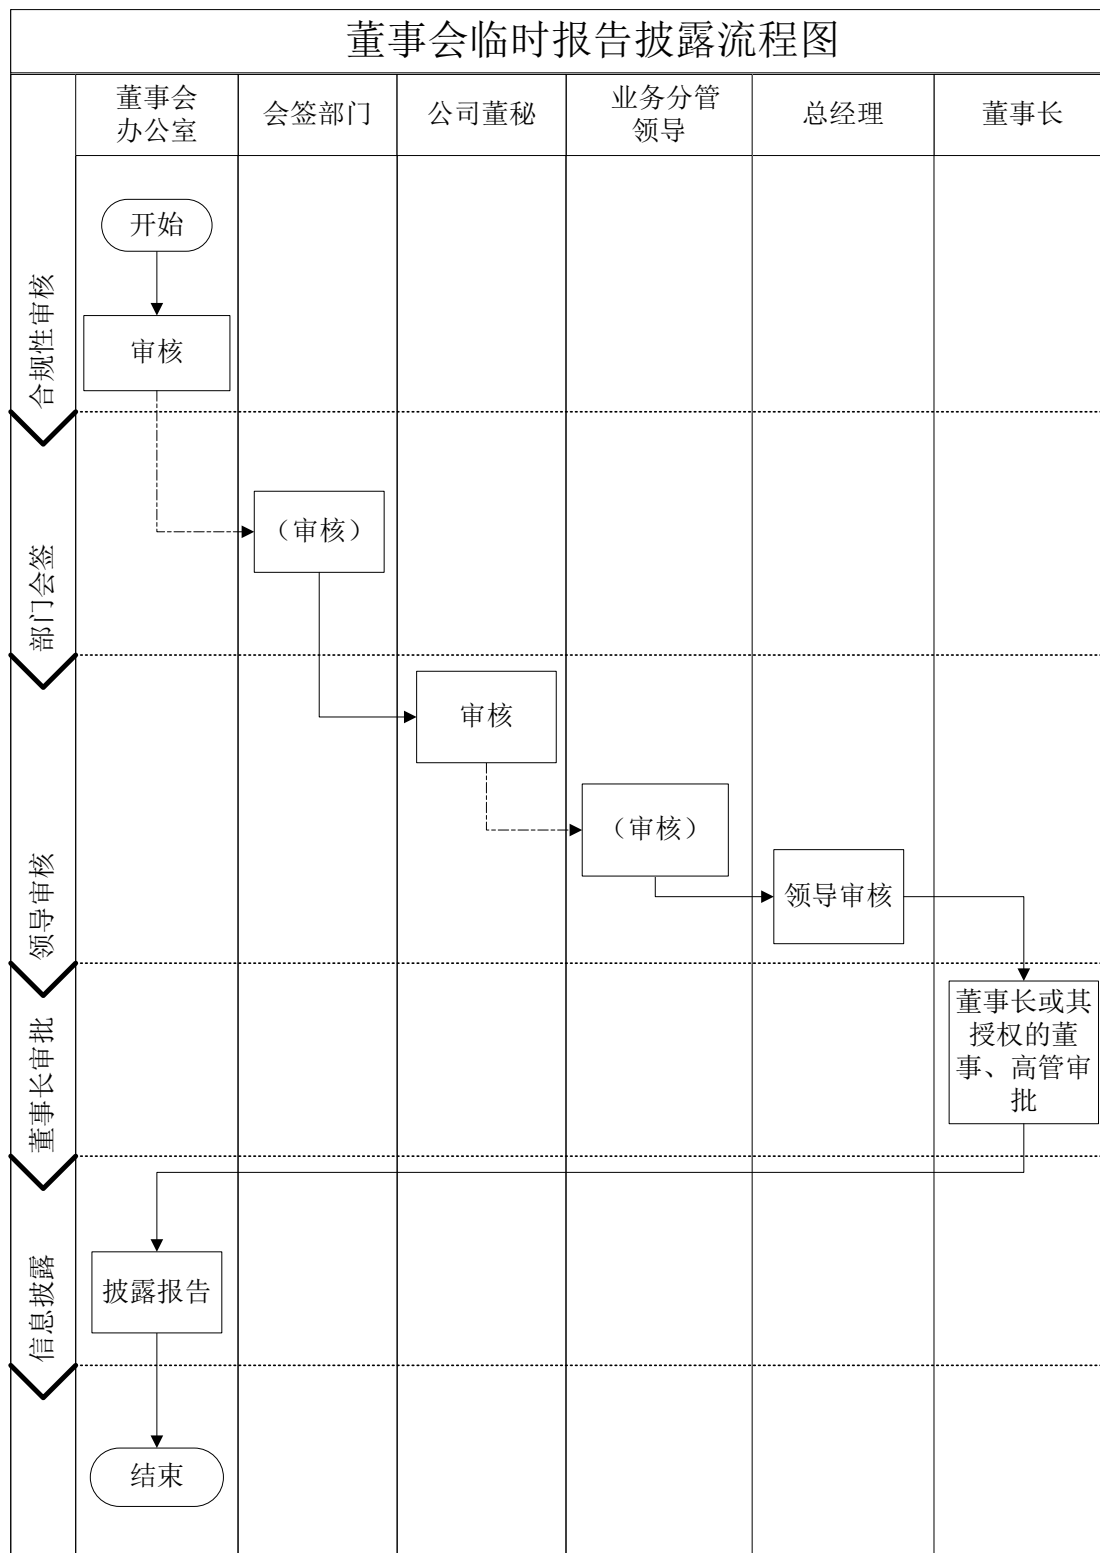 董事会临时报告披露流程图
董事会
办公室
会签部门
公司董秘
业务分管
领导
总经理
董事长
合规性审核
开始
审核
部门会签
（审核）
领导审核
审核
（审核）
领导审核
董事长审批
董事长或其
授权的董
事、高管审
批
信息披露
披露报告
结束